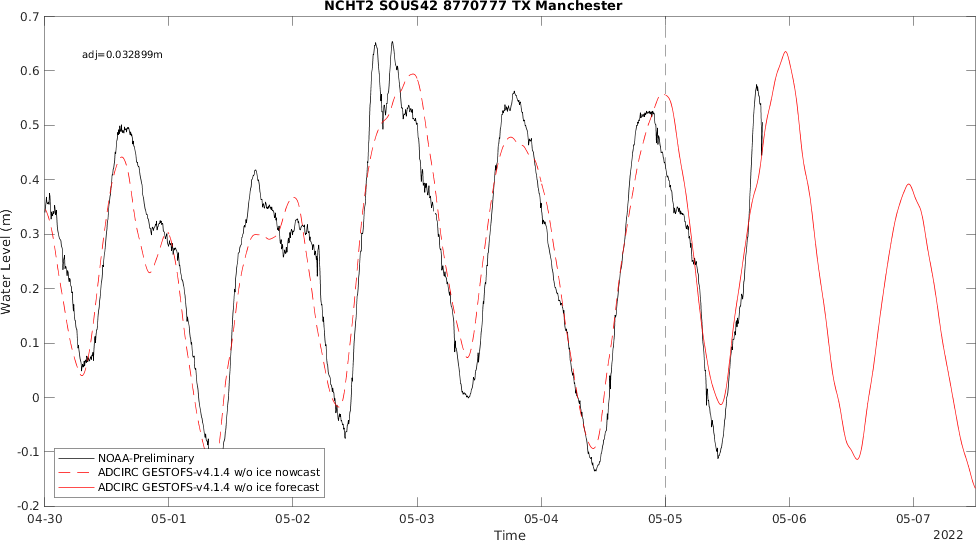 NCHT2 SOUS42 8770777 TX Manchester
adj=0.032899m
0.7
0.6
0.5
0.4
0.3
0.2
0.1
0
-0.1
-0.2
Water Level (m)
NOAA-Preliminary
ADCIRC GESTOFS-v4.1.4 w/o ice nowcast
ADCIRC GESTOFS-v4.1.4 w/o ice forecast
04-30 05-01 05-02 05-03 05-04 05-05 05-06 05-07
Time
2022